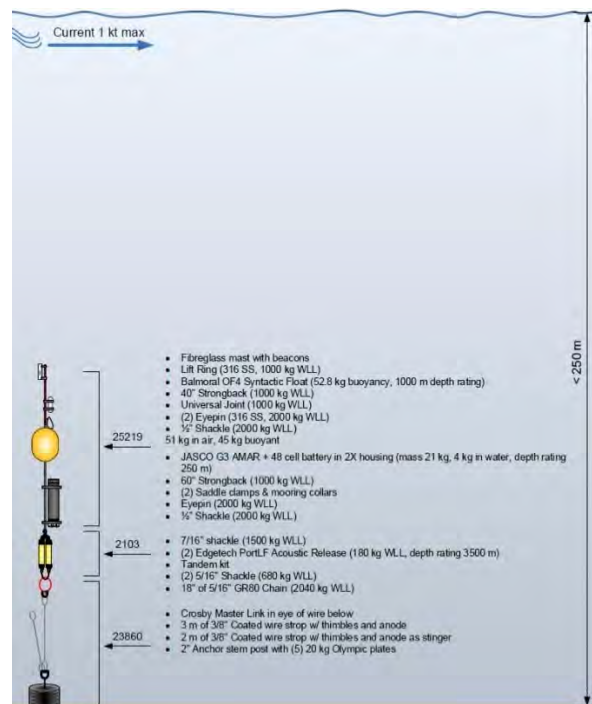 Current 1 kt max
< 250 m
Fibreglass mast with beacons
Lift Ring (316 SS, 1000 kg WLL)
Balmoral OF4 Syntactic Float (52.8 kg buoyancy, 1000 m depth rating)
40" Strongback (1000 kg WLL)
Universal Joint (1000 kg WLL)
(2) Eyepin (316 SS, 2000 kg WLL)
½" Shackle (2000 kg WLL)
51 kg in air, 45 kg buoyant
25219
JASCO G3 AMAR + 48 cell battery in 2X housing (mass 21 kg, 4 kg in water, depth rating
250 m)
60" Strongback (1000 kg WLL)
(2) Saddle clamps & mooring collars
Eyepin (2000 kg WLL)
½" Shackle (2000 kg WLL)
7/16" shackle (1500 kg WLL)
2103
(2) Edgetech PortLF Acoustic Release (180 kg WLL, depth rating 3500 m)
Tandem kit
(2) 5/16" Shackle (680 kg WLL)
18" of 5/16" GR80 Chain (2040 kg WLL)
Crosby Master Link in eye of wire below
3 m of 3/8" Coated wire strop w/ thimbles and anode
23860
2 m of 3/8" Coated wire strop w/ thimbles and anode as stinger
2" Anchor stem post with (5) 20 kg Olympic plates